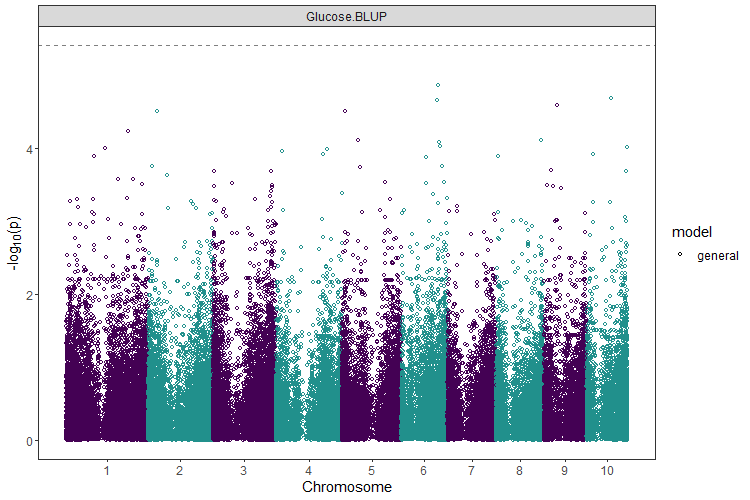 Glucose.BLUP
-log10(p)
4
2
0
1 2 3 4 5 6 7 8 9 10
Chromosome
model
general